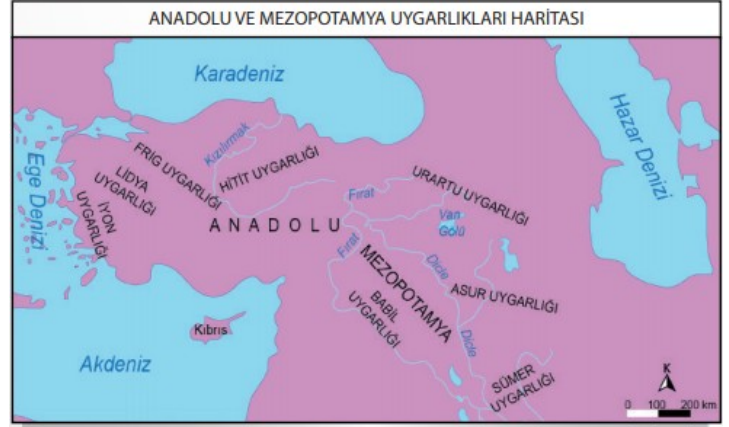 ANADOLU VE MEZOPOTAMYA UYGARLIKLARI HARİTASI
Karadeniz
Hazar Denizi
Ege Denizi
Kızılırmak
FRİG UYGARLIĞI
HİTİT UYGARLIĞI
LİDYA
UYGARLIĞI
İYON
UYGARLIĞI
Fırat
URARTU UYGARLIĞI
Van
Gölü
ANADOLU
Fırat
MEZOPOTAMYA
Dicle
ASUR UYGARLIĞI
BABİL
UYGARLIĞI
Kıbrıs
Dicle
Akdeniz
SÜMER
UYGARLIĞI
K
0 100 200 km